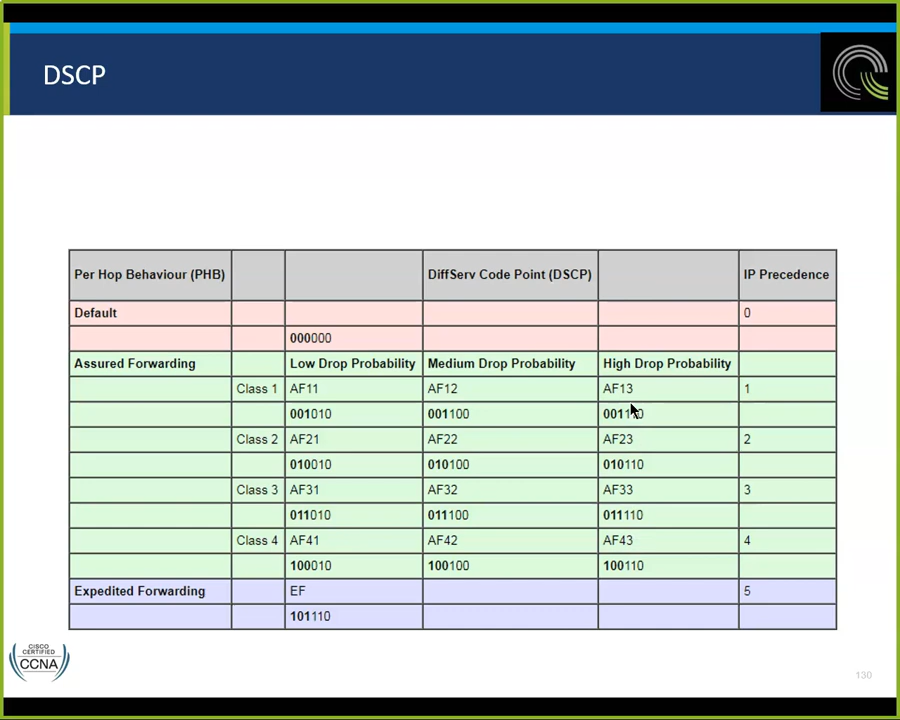 DSCP
Per Hop Behaviour (PHB) DiffServ Code Point (DSCP) IP Precedence
Default 0
000000
Assured Forwarding Low Drop Probability Medium Drop Probability High Drop Probability
Class 1 AF11 AF12 AF13 1
001010 001100
Class 2 AF21 AF22 AF23 2
010010 010100 010110
Class 3 AF31 AF32 AF33 3
011010 011100 011110
Class 4 AF41 AF42 AF43 4
100010 100100 100110
Expedited Forwarding EF 5
101110
CISCO
CERTIFIED
CCNA
130